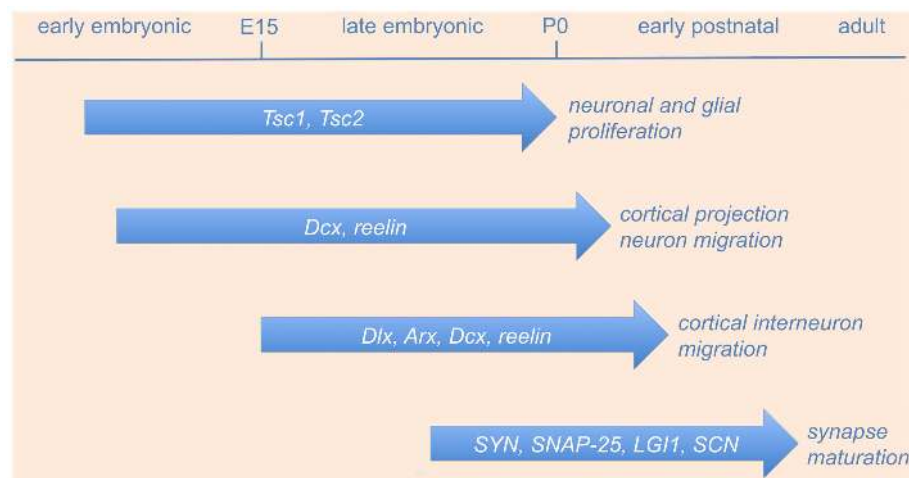 early embryonic E15 late embryonic P0 early postnatal adult
Tsc1, Tsc2
neuronal and glial
proliferation
Dcx, reelin
cortical projection
neuron migration
Dlx, Arx, Dcx, reelin
cortical interneuron
migration
SYN, SNAP-25, LGI1, SCN
synapse
maturation